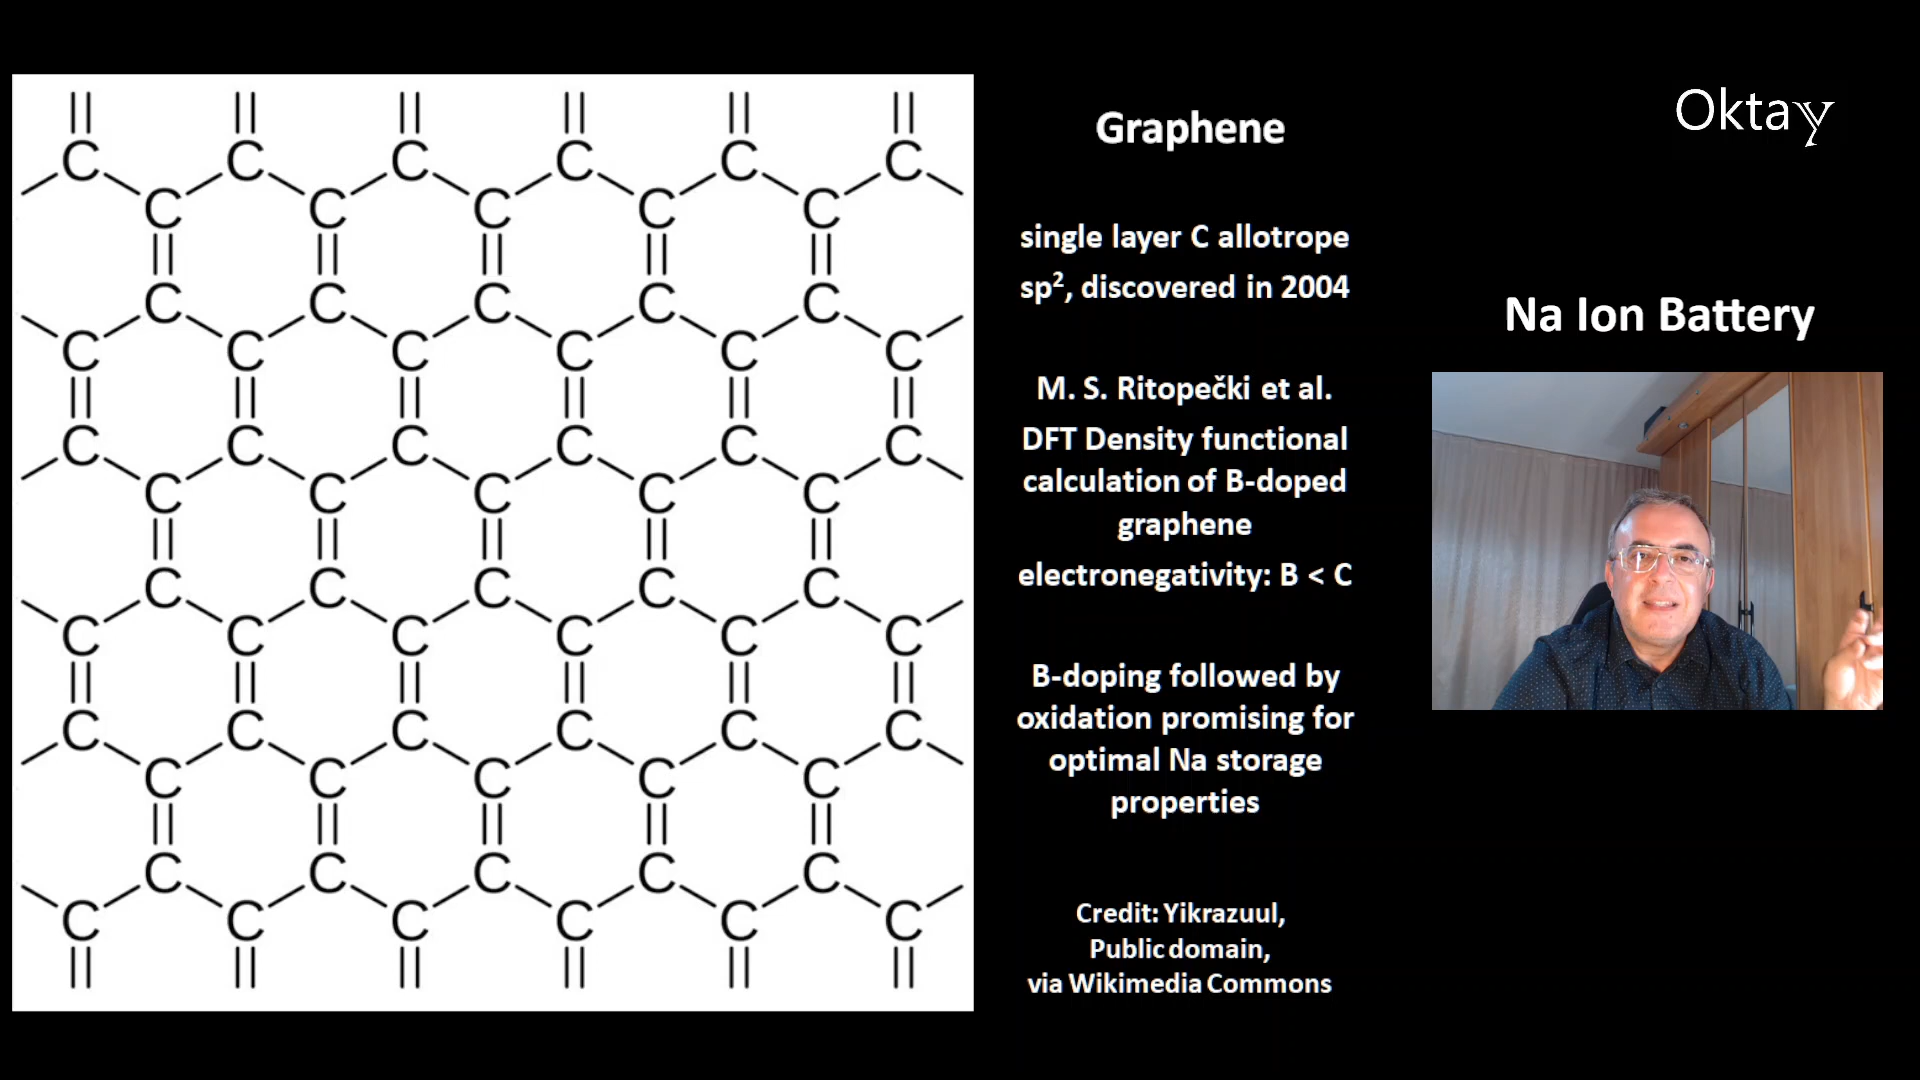 C C C C C C
C C C C C
C C C C C
C C C C C C
C C C C C C
C C C C C
C C C C C
C C C C C C
C C C C C C
C C C C C
C C C C C
C C C C C C
Graphene
single layer C allotrope
sp², discovered in 2004
M. S. Ritopečki et al.
DFT Density functional
calculation of B-doped
graphene
electronegativity: B < C
B-doping followed by
oxidation promising for
optimal Na storage
properties
Credit: Yikrazuul,
Public domain,
via Wikimedia Commons
Oktay
Na Ion Battery